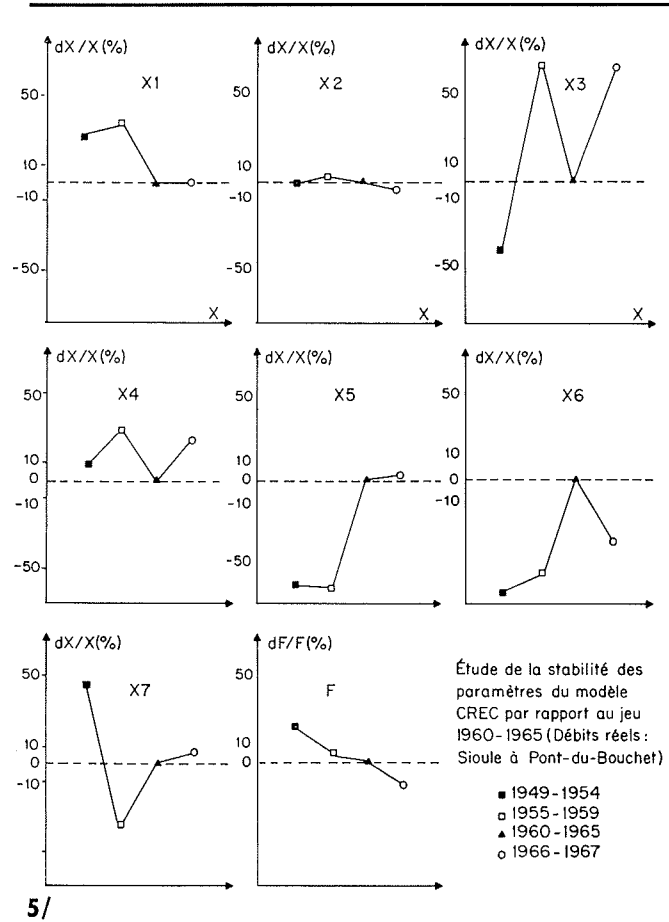 dX/X(%)
X1
50
10
-10
-50
X
dX/X(%)
X2
50
10
-10
-50
X
dX/X(%)
X3
50
10
-10
-50
dX/X(%)
X4
50
10
0
-10
-50
dX/X(%)
X5
50
10
0
-10
-50
dX/X(%)
X6
50
10
0
-10
dX/X(%)
X7
50
10
0
-10
dF/F(%)
F
50
10
0
Étude de la stabilité des
paramètres du modèle
CREC par rapport au jeu
1960-1965 (Débits réels :
Sioule à Pont-du-Bouchet)
■ 1949-1954
□ 1955-1959
▲ 1960-1965
○ 1966-1967
5/